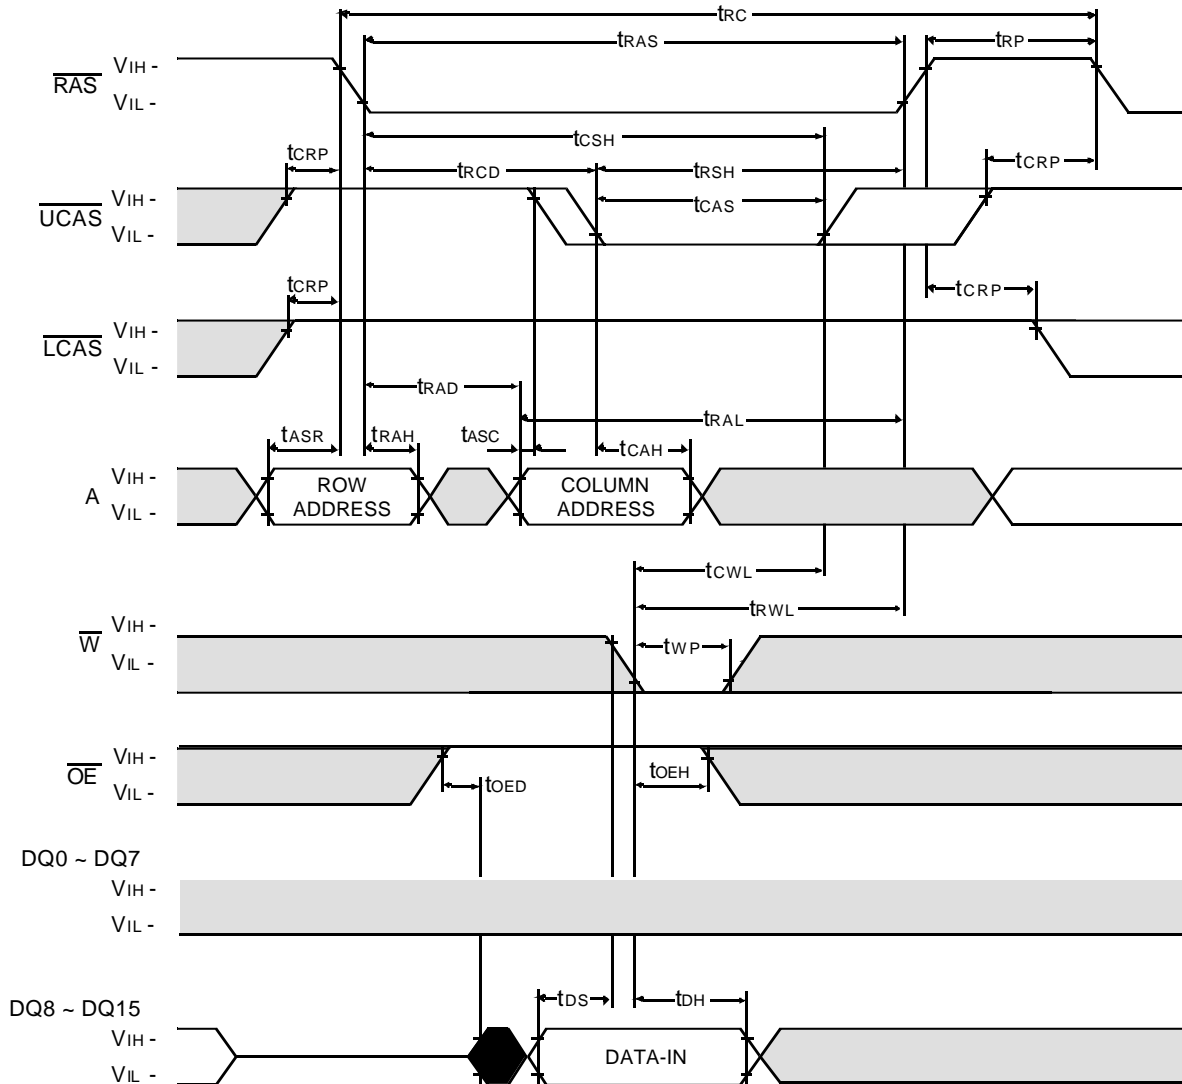 tRC
tRAS
tRP
RAS
VIH -
VIL -
tCSH
tCRP
tRCD
tRSH
tCRP
UCAS
VIH -
VIL -
tCAS
tCRP
tCRP
LCAS
VIH -
VIL -
tRAD
tRAL
tASR
tRAH
tASC
tCAH
A
VIH -
VIL -
ROW
ADDRESS
COLUMN
ADDRESS
tCWL
tRWL
W
VIH -
VIL -
tWP
OE
VIH -
VIL -
tOED
tOEH
DQ0 ~ DQ7
VIH -
VIL -
tDS
tDH
DQ8 ~ DQ15
VIH -
VIL -
DATA-IN